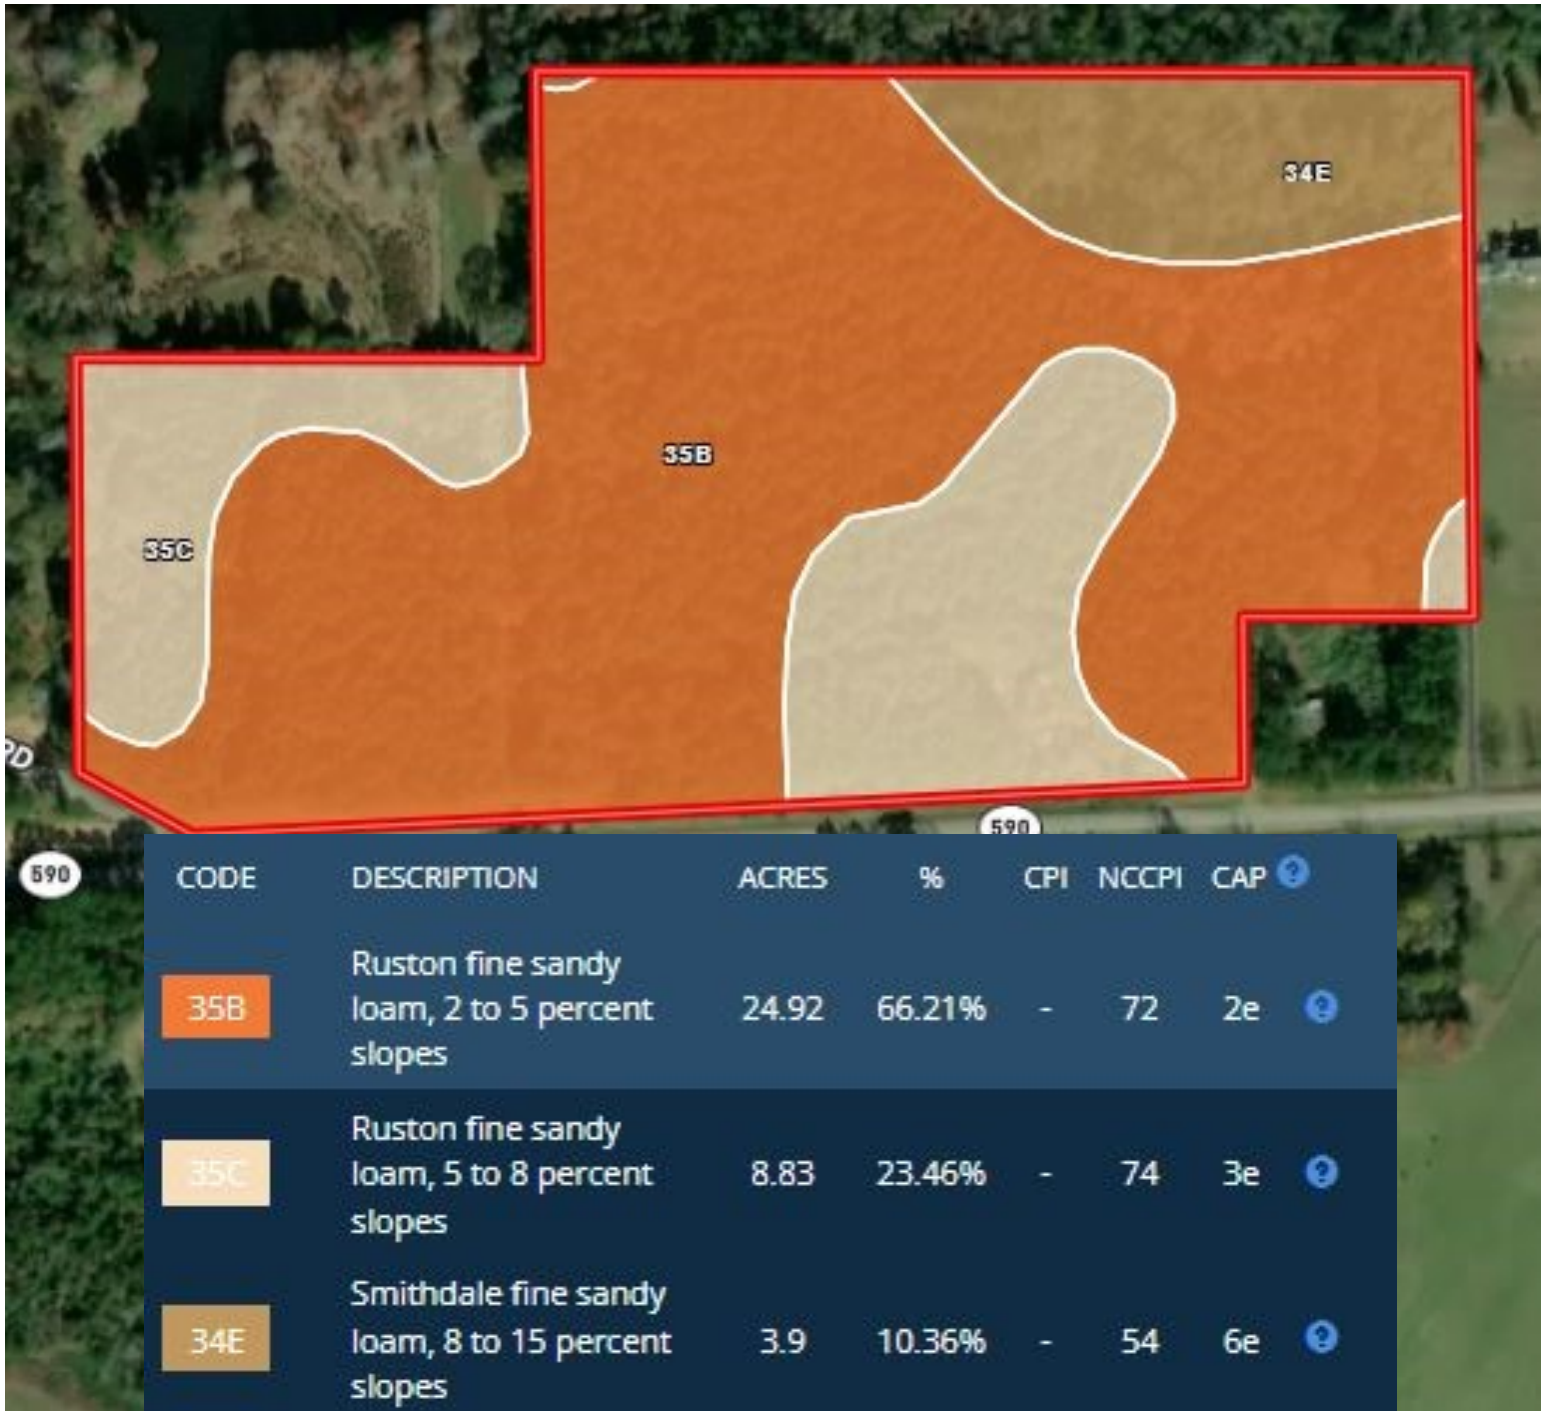 34E
35B
35C
RD
590
590
CODE DESCRIPTION ACRES % CPI NCCPI CAP ?
35B Ruston fine sandy loam, 2 to 5 percent slopes 24.92 66.21% - 72 2e ?
35C Ruston fine sandy loam, 5 to 8 percent slopes 8.83 23.46% - 74 3e ?
34E Smithdale fine sandy loam, 8 to 15 percent slopes 3.9 10.36% - 54 6e ?